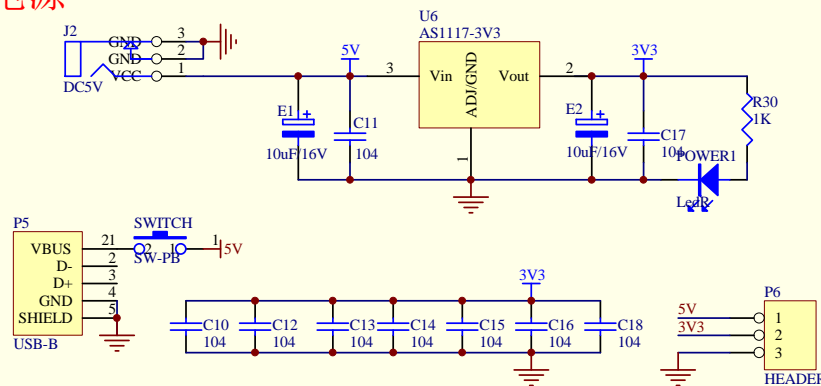 电源
U6
AS1117-3V3
J2
GND 3
GND 2
VCC 1
DC5V
5V
3 Vin
ADJ/GND
Vout 2
1
3V3
E1
10uF/16V
C11
104
E2
10uF/16V
C17
104
R30
1K
POWER1
LedR
P5
VBUS
D-
D+
GND
SHIELD
USB-B
21
2
3
4
5
SWITCH
2 1
SW-PB
1
5V
3V3
C10
104
C12
104
C13
104
C14
104
C15
104
C16
104
C18
104
P6
5V
3V3
1
2
3
HEADER